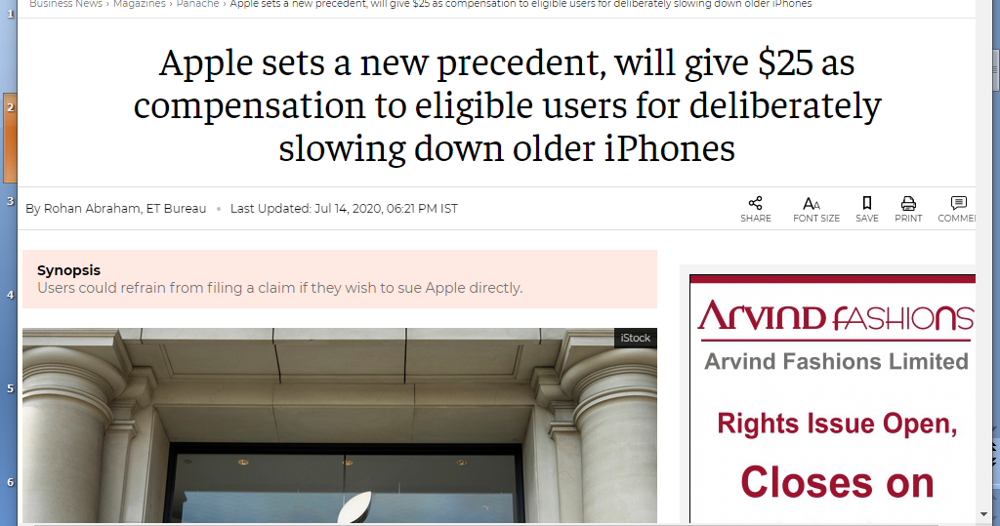 Business News › Magazines › Panache › Apple sets a new precedent, will give $25 as compensation to eligible users for deliberately slowing down older iPhones
Apple sets a new precedent, will give $25 as
compensation to eligible users for deliberately
slowing down older iPhones
By Rohan Abraham, ET Bureau • Last Updated: Jul 14, 2020, 06:21 PM IST
SHARE FONT SIZE SAVE PRINT COMME
Synopsis
Users could refrain from filing a claim if they wish to sue Apple directly.
iStock
ARVIND FASHIONS
Arvind Fashions Limited
Rights Issue Open,
Closes on
1
2
3
4
5
6